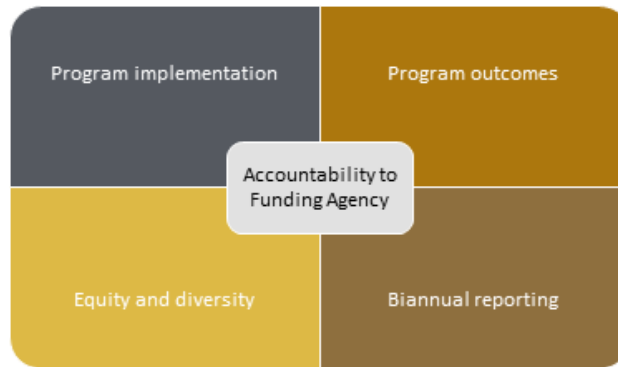 Program implementation
Program outcomes
Accountability to
Funding Agency
Equity and diversity
Biannual reporting